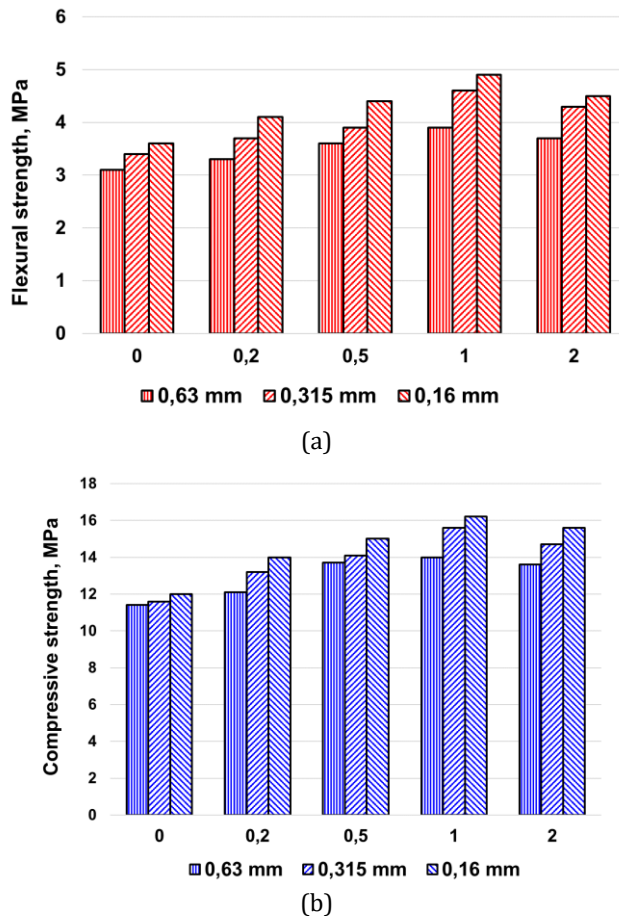 Flexural strength, MPa
6
5
4
3
2
1
0
0 0,2 0,5 1 2
0,63 mm 0,315 mm 0,16 mm
(a)
Compressive strength, MPa
18
16
14
12
10
8
6
4
2
0
0 0,2 0,5 1 2
0,63 mm 0,315 mm 0,16 mm
(b)